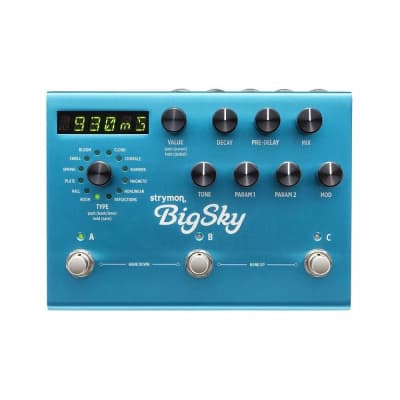 930mS
VALUE
DECAY
PRE-DELAY
MIX
BLOOM
CLOUD
SWELL
CHORALE
SHIMMER
SPRING
PLATE
MAGNETO
HALL
NONLINEAR
ROOM
REFLECTIONS
TYPE
TONE
PARAM 1
PARAM 2
MOD
strymon
BigSky
A
B
C
BANK DOWN
BANK UP